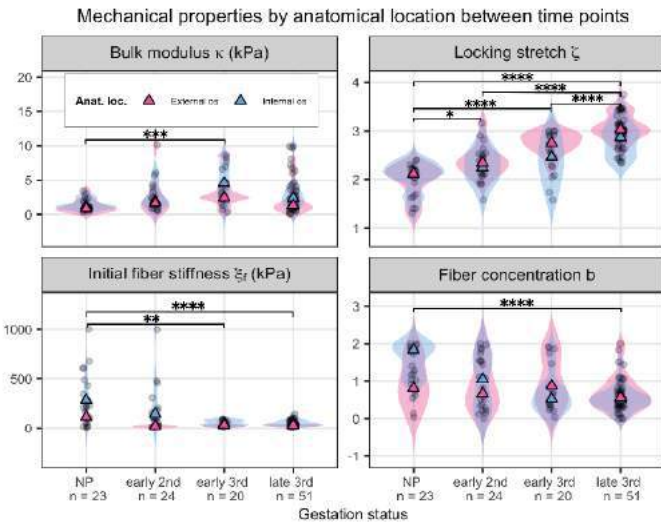 Mechanical properties by anatomical location between time points
Bulk modulus κ (kPa)
20
15
10
5
0
Anat. loc.
External os
Internal os
***
Locking stretch ζ
4
3
2
1
****
****
****
****
*
Initial fiber stiffness ξf (kPa)
1000
500
0
****
**
Fiber concentration b
3
2
1
0
****
NP
n = 23
early 2nd
n = 24
early 3rd
n = 20
late 3rd
n = 51
NP
n = 23
early 2nd
n = 24
early 3rd
n = 20
late 3rd
n = 51
Gestation status